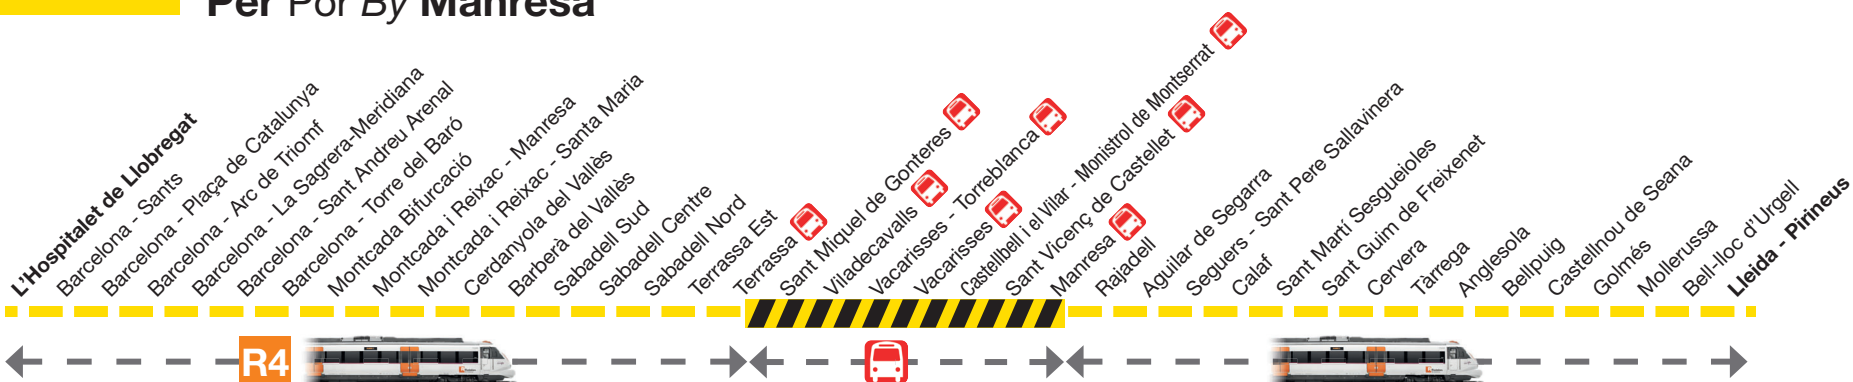 Per Por By Manresa
L'Hospitalet de Llobregat
Barcelona - Sants
Barcelona - Plaça de Catalunya
Barcelona - Arc de Triomf
Barcelona - La Sagrera-Meridiana
Barcelona - Sant Andreu Arenal
Barcelona - Torre del Baró
Montcada Bifurcació
Montcada i Reixac - Manresa
Montcada i Reixac - Santa Maria
Cerdanyola del Vallès
Barberà del Vallès
Sabadell Sud
Sabadell Centre
Sabadell Nord
Terrassa Est
Terrassa
Sant Miquel de Gonteres
Viladecavalls
Vacarisses - Torreblanca
Vacarisses
Castellbell i el Vilar - Monistrol de Montserrat
Sant Vicenç de Castellet
Manresa
Rajadell
Aguilar de Segarra
Seguers - Sant Pere Sallavinera
Calaf
Sant Martí Sesgueioles
Sant Guim de Freixenet
Cervera
Tàrrega
Anglesola
Bellpuig
Castellnou de Seana
Golmés
Mollerussa
Bell-lloc d'Urgell
Lleida - Pirineus
R4